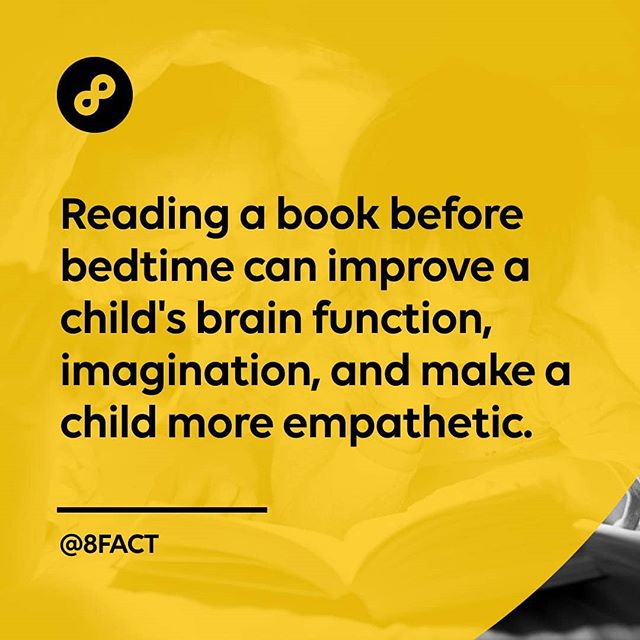 Reading a book before
bedtime can improve a
child's brain function,
imagination, and make a
child more empathetic.
@8FACT